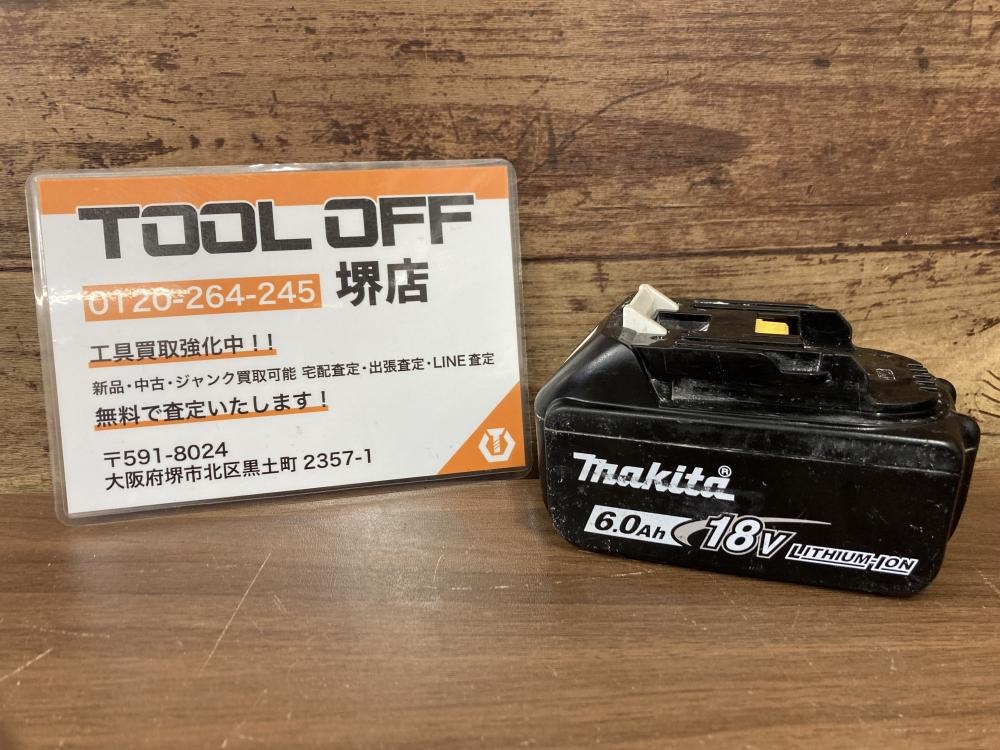 TOOL OFF
0120-264-245 堺店
工具買取強化中！！
新品・中古・ジャンク買取可能 宅配査定・出張査定・LINE査定
無料で査定いたします！
〒591-8024
大阪府堺市北区黒土町 2357-1
makita®
6.0Ah 18V LITHIUM-ION